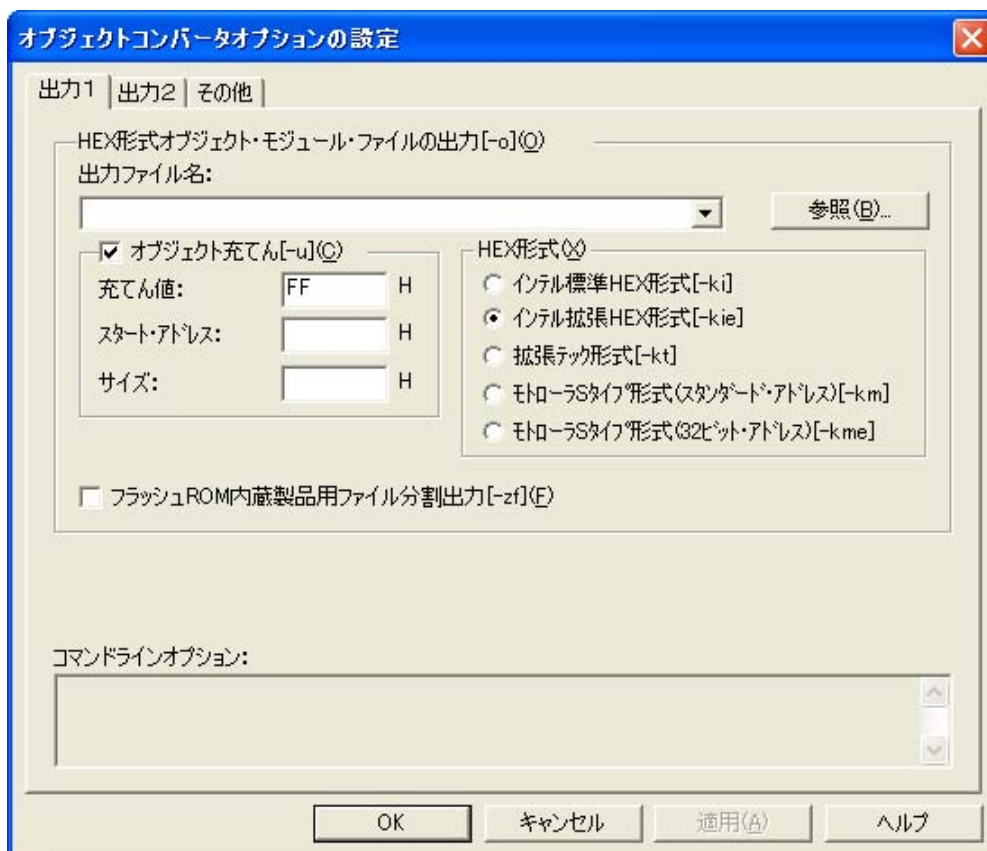 オブジェクトコンバータオプションの設定
出力1 出力2 その他
HEX形式オブジェクト・モジュール・ファイルの出力[-o](O)
出力ファイル名:
参照(B)...
オブジェクト充てん[-u](C)
充てん値: FF H
スタート・アドレス: H
サイズ: H
HEX形式(X)
インテル標準HEX形式[-ki]
インテル拡張HEX形式[-kie]
拡張テック形式[-kt]
モトローラSタイプ形式(スタンダード・アドレス)[-km]
モトローラSタイプ形式(32ビット・アドレス)[-kme]
フラッシュROM内蔵製品用ファイル分割出力[-zf](F)
コマンドラインオプション:
OK キャンセル 適用(A) ヘルプ